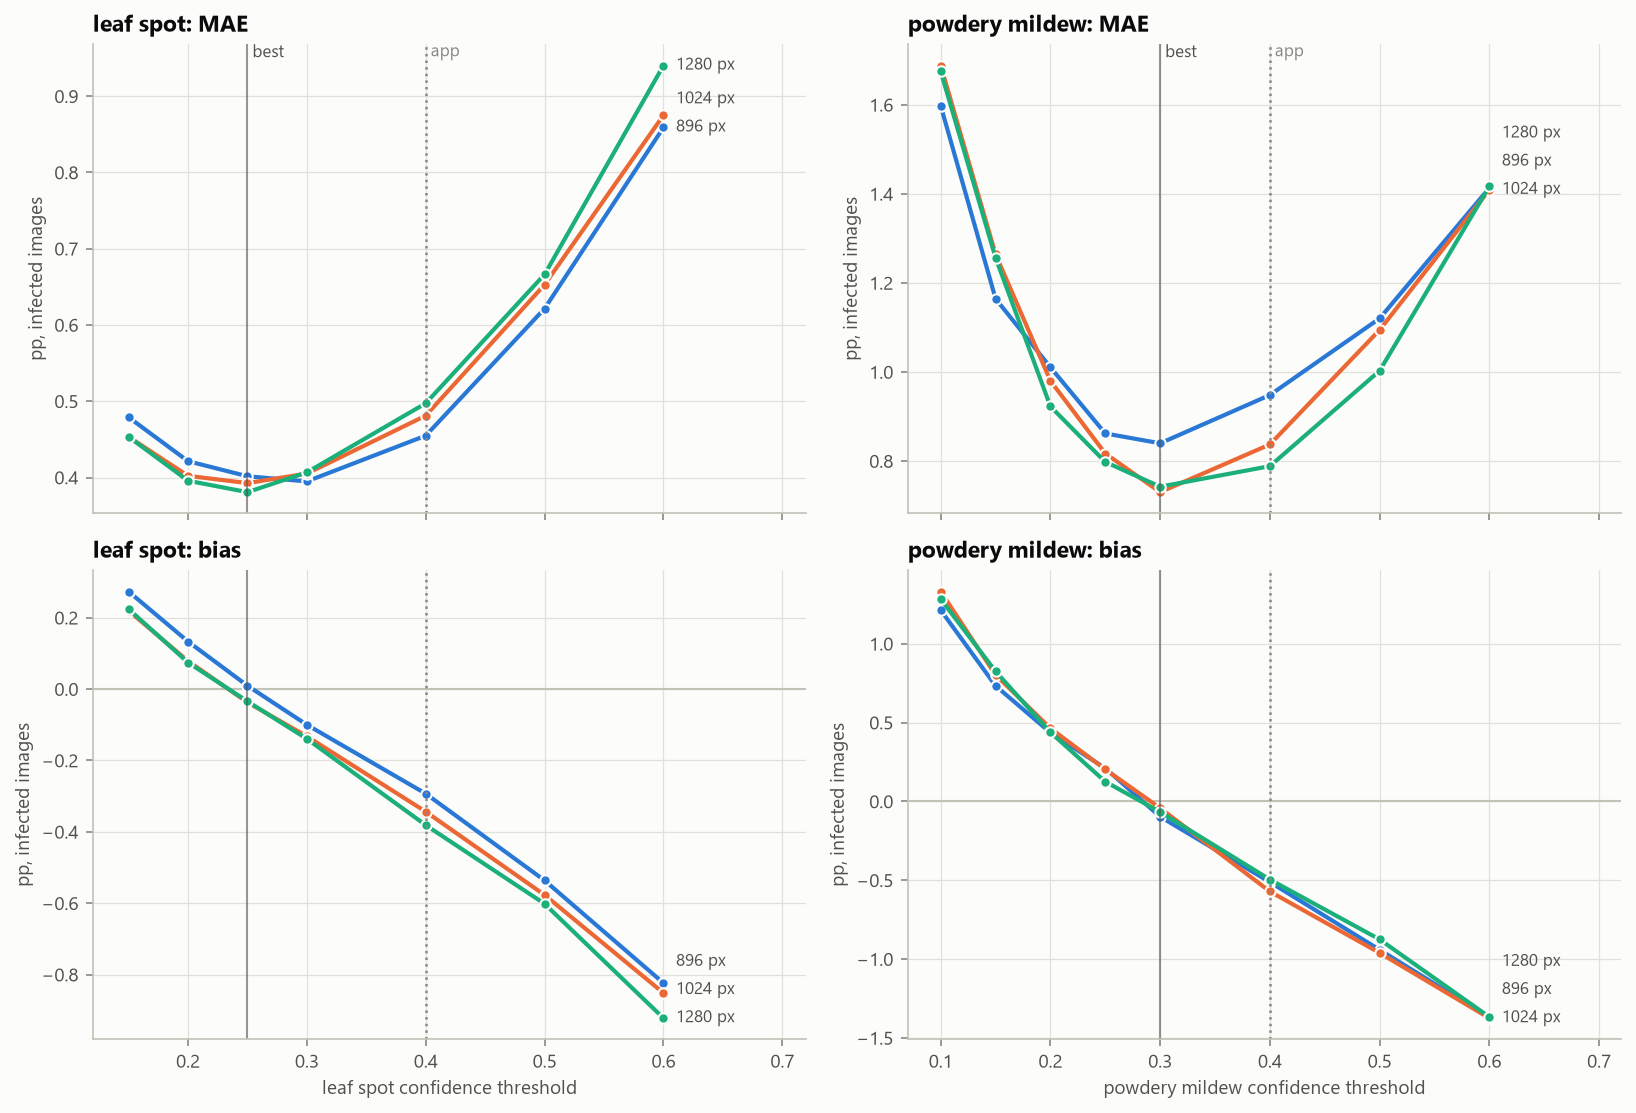 leaf spot: MAE
best
app
1280 px
1024 px
896 px
0.9
0.8
0.7
0.6
0.5
0.4
pp, infected images
powdery mildew: MAE
best
app
1280 px
896 px
1024 px
1.6
1.4
1.2
1.0
0.8
pp, infected images
leaf spot: bias
0.2
0.0
−0.2
−0.4
−0.6
−0.8
pp, infected images
896 px
1024 px
1280 px
0.2 0.3 0.4 0.5 0.6 0.7
leaf spot confidence threshold
powdery mildew: bias
1.0
0.5
0.0
−0.5
−1.0
−1.5
pp, infected images
1280 px
896 px
1024 px
0.1 0.2 0.3 0.4 0.5 0.6 0.7
powdery mildew confidence threshold